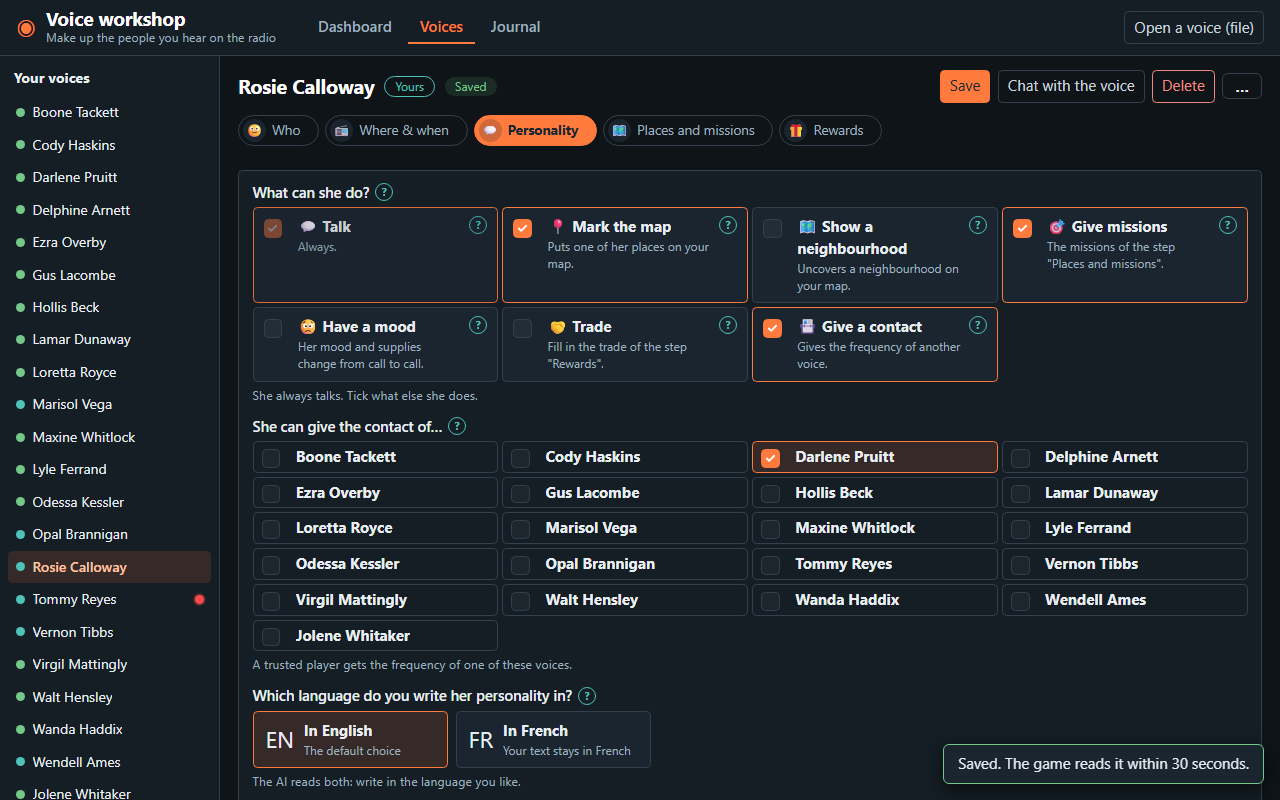 Voice workshop
Make up the people you hear on the radio
Dashboard
Voices
Journal
Open a voice (file)
Your voices
Boone Tackett
Cody Haskins
Darlene Pruitt
Delphine Arnett
Ezra Overby
Gus Lacombe
Hollis Beck
Lamar Dunaway
Loretta Royce
Marisol Vega
Maxine Whitlock
Lyle Ferrand
Odessa Kessler
Opal Brannigan
Rosie Calloway
Tommy Reyes
Vernon Tibbs
Virgil Mattingly
Walt Hensley
Wanda Haddix
Wendell Ames
Jolene Whitaker
Rosie Calloway
Yours
Saved
Save
Chat with the voice
Delete
...
Who
Where & when
Personality
Places and missions
Rewards
What can she do? ?
Talk ?
Always.
Mark the map ?
Puts one of her places on your
map.
Show a ?
neighbourhood
Uncovers a neighbourhood on
your map.
Give missions ?
The missions of the step
"Places and missions".
Have a mood ?
Her mood and supplies
change from call to call.
Trade ?
Fill in the trade of the step
"Rewards".
Give a contact ?
Gives the frequency of another
voice.
She always talks. Tick what else she does.
She can give the contact of... ?
Boone Tackett
Cody Haskins
Darlene Pruitt
Delphine Arnett
Ezra Overby
Gus Lacombe
Hollis Beck
Lamar Dunaway
Loretta Royce
Marisol Vega
Maxine Whitlock
Lyle Ferrand
Odessa Kessler
Opal Brannigan
Tommy Reyes
Vernon Tibbs
Virgil Mattingly
Walt Hensley
Wanda Haddix
Wendell Ames
Jolene Whitaker
A trusted player gets the frequency of one of these voices.
Which language do you write her personality in? ?
EN
In English
The default choice
FR
In French
Your text stays in French
The AI reads both: write in the language you like.
Saved. The game reads it within 30 seconds.